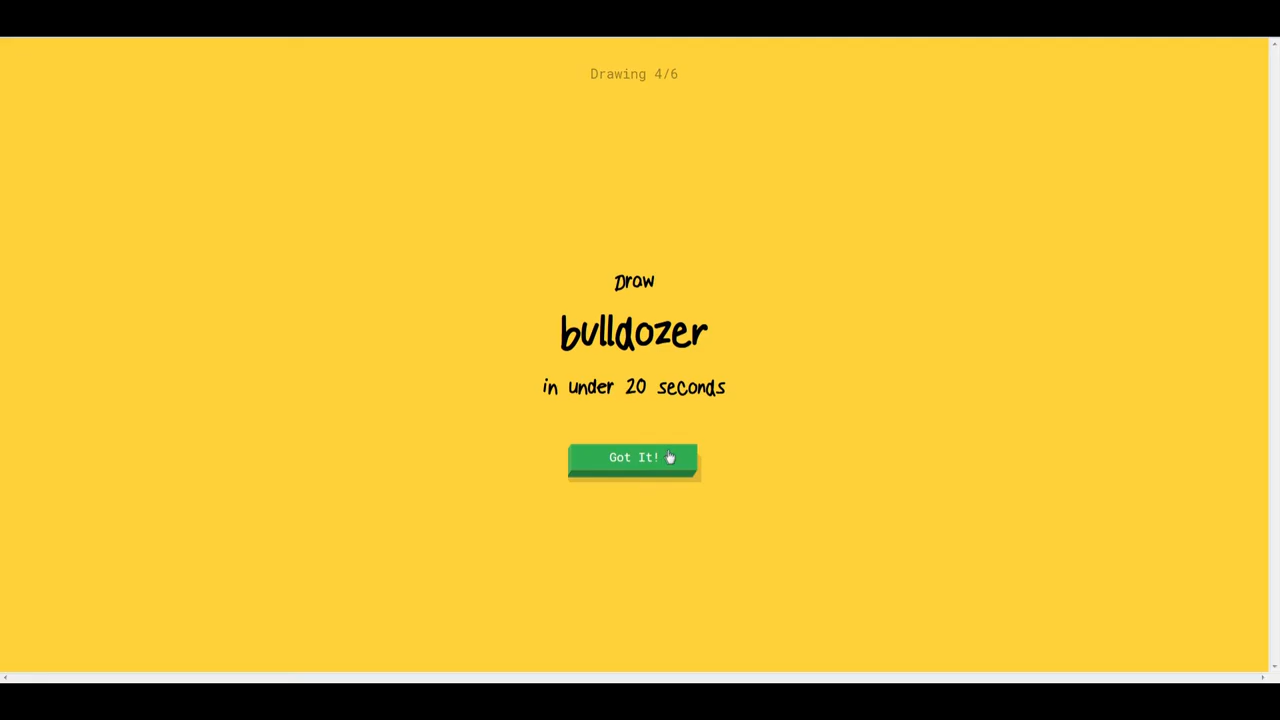 Drawing 4/6
Draw
bulldozer
in under 20 seconds
Got It!